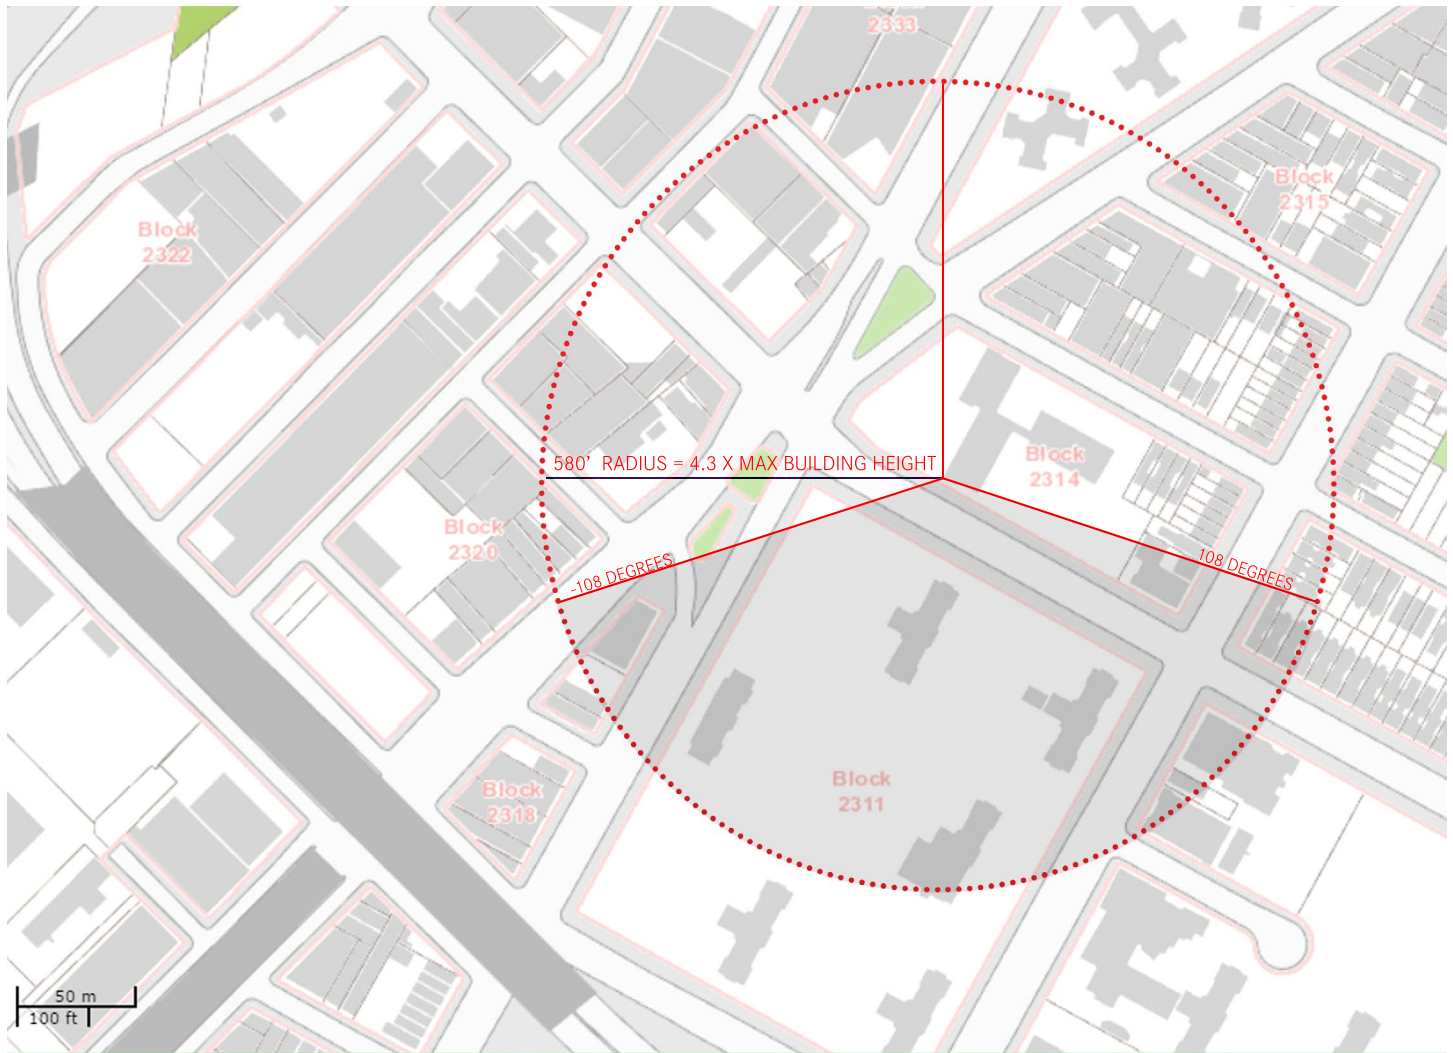 Block
2333
Block
2315
Block
2322
580' RADIUS = 4.3 X MAX BUILDING HEIGHT
Block
2314
Block
2320
-108 DEGREES
108 DEGREES
Block
2311
Block
2318
50 m
100 ft